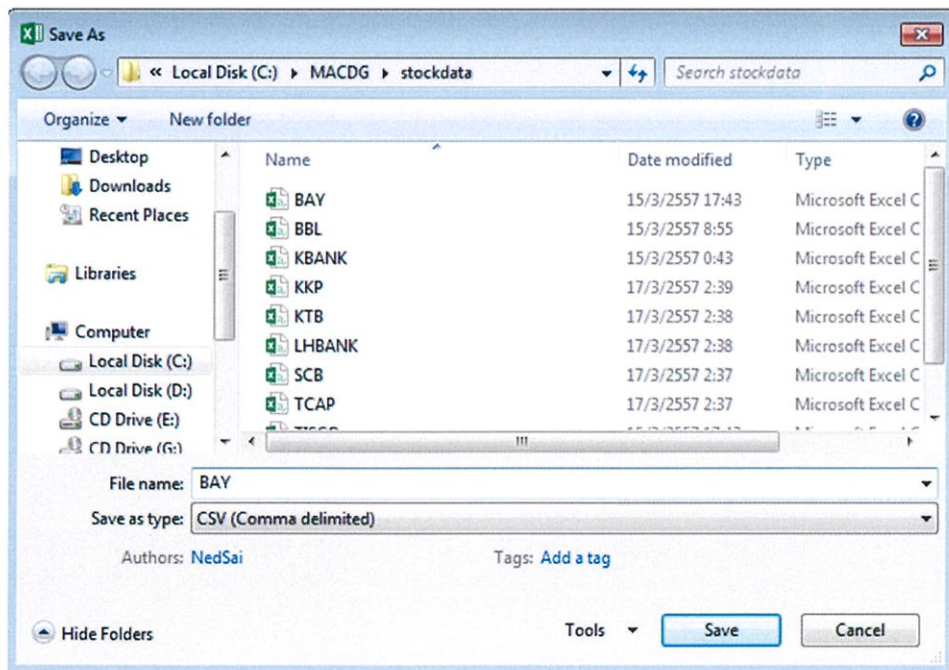 Save As
« Local Disk (C:) ▸ MACDG ▸ stockdata Search stockdata
Organize New folder
Desktop
Downloads
Recent Places
Libraries
Computer
Local Disk (C:)
Local Disk (D:)
CD Drive (E:)
CD Drive (G:)
Name Date modified Type
BAY 15/3/2557 17:43 Microsoft Excel C
BBL 15/3/2557 8:55 Microsoft Excel C
KBANK 15/3/2557 0:43 Microsoft Excel C
KKP 17/3/2557 2:39 Microsoft Excel C
KTB 17/3/2557 2:38 Microsoft Excel C
LHBANK 17/3/2557 2:38 Microsoft Excel C
SCB 17/3/2557 2:37 Microsoft Excel C
TCAP 17/3/2557 2:37 Microsoft Excel C
File name: BAY
Save as type: CSV (Comma delimited)
Authors: NedSai Tags: Add a tag
Hide Folders Tools Save Cancel